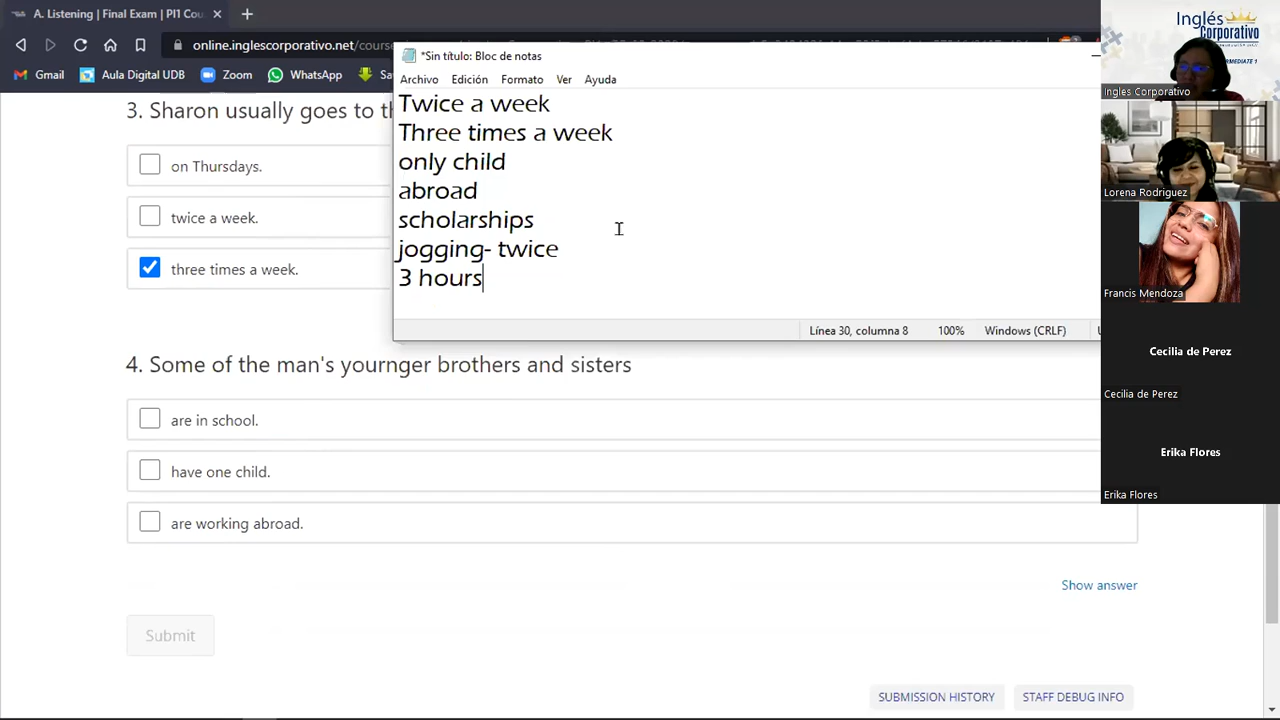 A. Listening | Final Exam | PI1 Cou
online.inglescorporativo.net/course
Gmail
Aula Digital UDB
Zoom
WhatsApp
*Sin título: Bloc de notas
Archivo Edición Formato Ver Ayuda
Twice a week
Three times a week
only child
abroad
scholarships
jogging- twice
3 hours
Línea 30, columna 8 100% Windows (CRLF)
3. Sharon usually goes to th
on Thursdays.
twice a week.
three times a week.
4. Some of the man's yournger brothers and sisters
are in school.
have one child.
are working abroad.
Show answer
Submit
SUBMISSION HISTORY
STAFF DEBUG INFO
Inglés
Corporativo
Ingles Corporativo
Lorena Rodriguez
Francis Mendoza
Cecilia de Perez
Cecilia de Perez
Erika Flores
Erika Flores